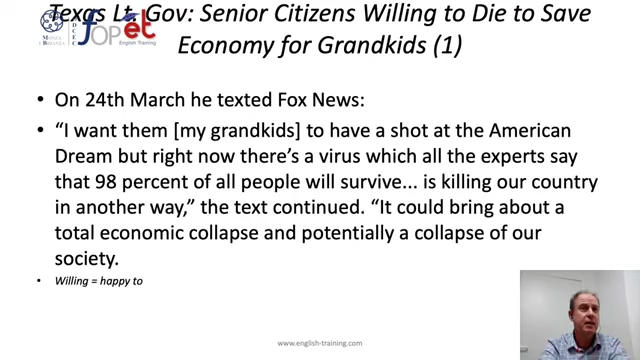 Texas Lt. Gov: Senior Citizens Willing to Die to Save
Economy for Grandkids (1)
DCEC
fOPet
English Training
• On 24th March he texted Fox News:
• “I want them [my grandkids] to have a shot at the American
Dream but right now there’s a virus which all the experts say
that 98 percent of all people will survive... is killing our country
in another way,” the text continued. “It could bring about a
total economic collapse and potentially a collapse of our
society.
• Willing = happy to
www.english-training.com